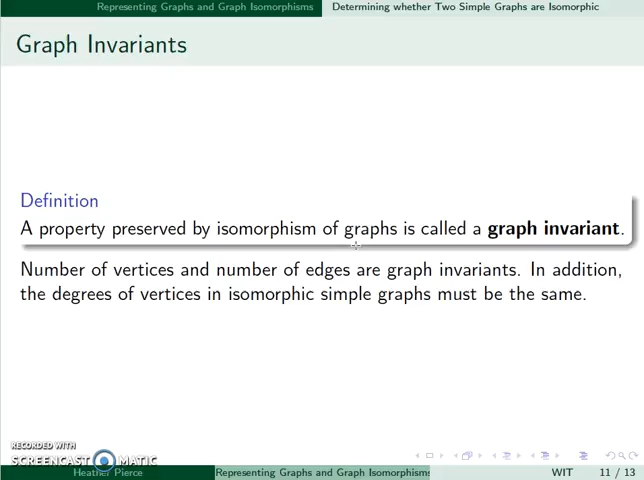 Representing Graphs and Graph Isomorphisms Determining whether Two Simple Graphs are Isomorphic
Graph Invariants
Definition
A property preserved by isomorphism of graphs is called a graph invariant.
Number of vertices and number of edges are graph invariants. In addition,
the degrees of vertices in isomorphic simple graphs must be the same.
RECORDED WITH
SCREENCAST MATIC
Heather Pierce Representing Graphs and Graph Isomorphisms WIT 11 / 13